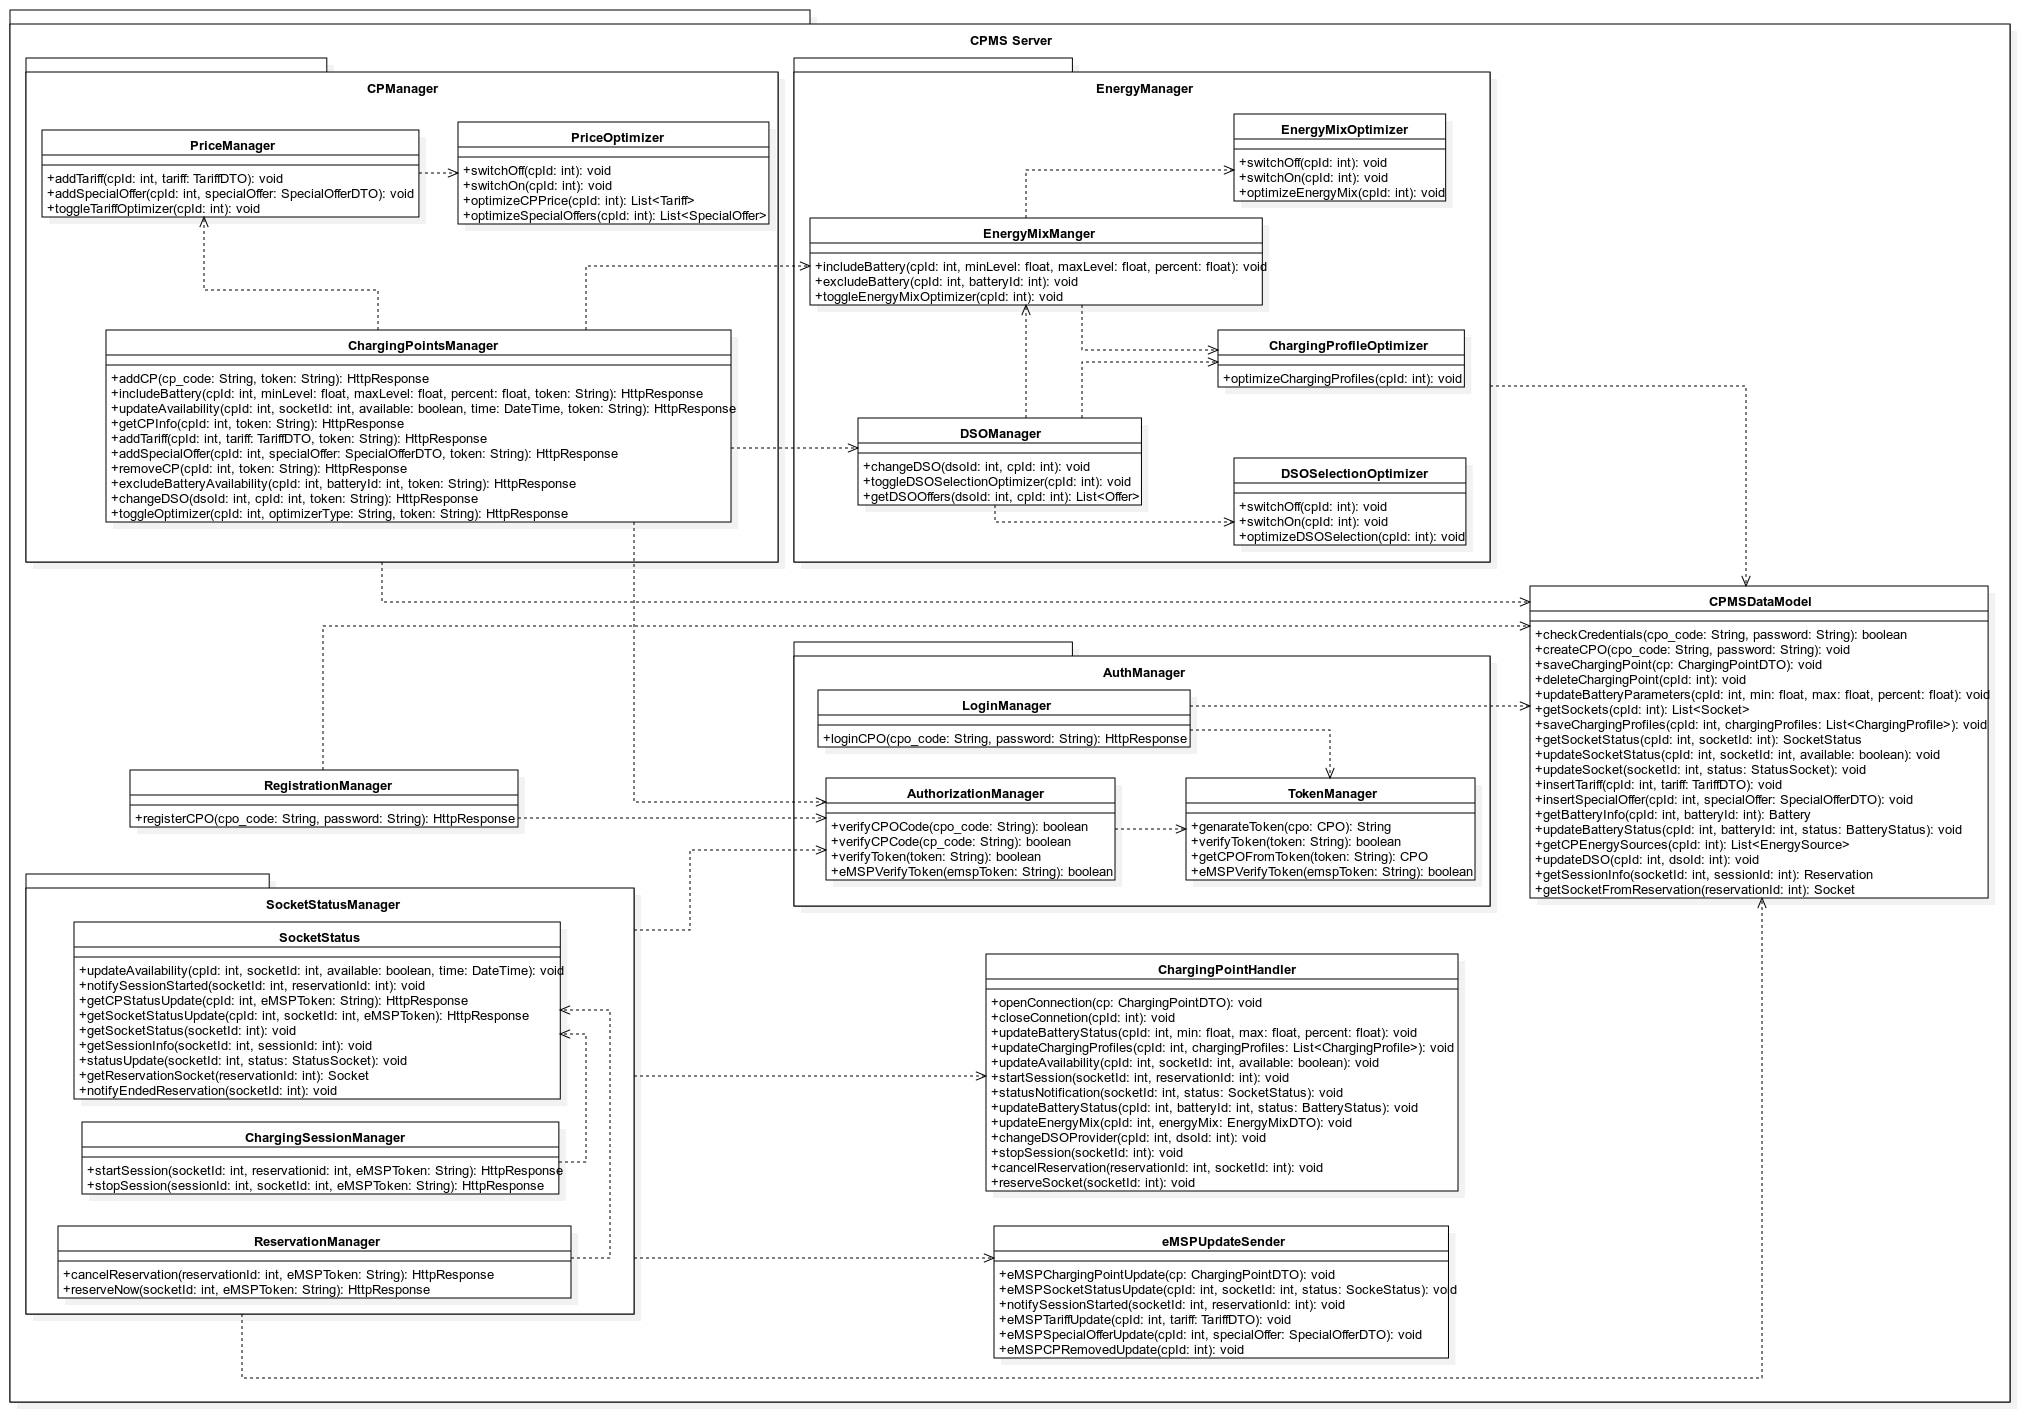 CPMS Server
CPManager
PriceManager
+addTariff(cpId: int, tariff: TariffDTO): void
+addSpecialOffer(cpId: int, specialOffer: SpecialOfferDTO): void
+toggleTariffOptimizer(cpId: int): void
PriceOptimizer
+switchOff(cpId: int): void
+switchOn(cpId: int): void
+optimizeCPPrice(cpId: int): List<Tariff>
+optimizeSpecialOffers(cpId: int): List<SpecialOffer>
ChargingPointsManager
+addCP(cp_code: String, token: String): HttpResponse
+includeBattery(cpId: int, minLevel: float, maxLevel: float, percent: float, token: String): HttpResponse
+updateAvailability(cpId: int, socketId: int, available: boolean, time: DateTime, token: String): HttpResponse
+getCPInfo(cpId: int, token: String): HttpResponse
+addTariff(cpId: int, tariff: TariffDTO, token: String): HttpResponse
+addSpecialOffer(cpId: int, specialOffer: SpecialOfferDTO, token: String): HttpResponse
+removeCP(cpId: int, token: String): HttpResponse
+excludeBatteryAvailability(cpId: int, batteryId: int, token: String): HttpResponse
+changeDSO(dsoId: int, cpId: int, token: String): HttpResponse
+toggleOptimizer(cpId: int, optimizerType: String, token: String): HttpResponse
EnergyManager
EnergyMixOptimizer
+switchOff(cpId: int): void
+switchOn(cpId: int): void
+optimizeEnergyMix(cpId: int): void
EnergyMixManger
+includeBattery(cpId: int, minLevel: float, maxLevel: float, percent: float): void
+excludeBattery(cpId: int, batteryId: int): void
+toggleEnergyMixOptimizer(cpId: int): void
ChargingProfileOptimizer
+optimizeChargingProfiles(cpId: int): void
DSOManager
+changeDSO(dsoId: int, cpId: int): void
+toggleDSOSelectionOptimizer(cpId: int): void
+getDSOOffers(dsoId: int, cpId: int): List<Offer>
DSOSelectionOptimizer
+switchOff(cpId: int): void
+switchOn(cpId: int): void
+optimizeDSOSelection(cpId: int): void
CPMSDataModel
+checkCredentials(cpo_code: String, password: String): boolean
+createCPO(cpo_code: String, password: String): void
+saveChargingPoint(cp: ChargingPointDTO): void
+deleteChargingPoint(cpId: int): void
+updateBatteryParameters(cpId: int, min: float, max: float, percent: float): void
+getSockets(cpId: int): List<Socket>
+saveChargingProfiles(cpId: int, chargingProfiles: List<ChargingProfile>): void
+getSocketStatus(cpId: int, socketId: int): SocketStatus
+updateSocketStatus(cpId: int, socketId: int, available: boolean): void
+updateSocket(socketId: int, status: StatusSocket): void
+insertTariff(cpId: int, tariff: TariffDTO): void
+insertSpecialOffer(cpId: int, specialOffer: SpecialOfferDTO): void
+getBatteryInfo(cpId: int, batteryId: int): Battery
+updateBatteryStatus(cpId: int, batteryId: int, status: BatteryStatus): void
+getCPEnergySources(cpId: int): List<EnergySource>
+updateDSO(cpId: int, dsoId: int): void
+getSessionInfo(socketId: int, sessionId: int): Reservation
+getSocketFromReservation(reservationId: int): Socket
AuthManager
LoginManager
+loginCPO(cpo_code: String, password: String): HttpResponse
AuthorizationManager
+verifyCPOCode(cpo_code: String): boolean
+verifyCPCode(cp_code: String): boolean
+verifyToken(token: String): boolean
+eMSPVerifyToken(emspToken: String): boolean
TokenManager
+genarateToken(cpo: CPO): String
+verifyToken(token: String): boolean
+getCPOFromToken(token: String): CPO
+eMSPVerifyToken(emspToken: String): boolean
RegistrationManager
+registerCPO(cpo_code: String, password: String): HttpResponse
SocketStatusManager
SocketStatus
+updateAvailability(cpId: int, socketId: int, available: boolean, time: DateTime): void
+notifySessionStarted(socketId: int, reservationId: int): void
+getCPStatusUpdate(cpId: int, eMSPToken: String): HttpResponse
+getSocketStatusUpdate(cpId: int, socketId: int, eMSPToken): HttpResponse
+getSocketStatus(socketId: int): void
+getSessionInfo(socketId: int, sessionId: int): void
+statusUpdate(socketId: int, status: StatusSocket): void
+getReservationSocket(reservationId: int): Socket
+notifyEndedReservation(socketId: int): void
ChargingSessionManager
+startSession(socketId: int, reservationid: int, eMSPToken: String): HttpResponse
+stopSession(sessionId: int, socketId: int, eMSPToken: String): HttpResponse
ReservationManager
+cancelReservation(reservationId: int, eMSPToken: String): HttpResponse
+reserveNow(socketId: int, eMSPToken: String): HttpResponse
ChargingPointHandler
+openConnection(cp: ChargingPointDTO): void
+closeConnetion(cpId: int): void
+updateBatteryStatus(cpId: int, min: float, max: float, percent: float): void
+updateChargingProfiles(cpId: int, chargingProfiles: List<ChargingProfile>): void
+updateAvailability(cpId: int, socketId: int, available: boolean): void
+startSession(socketId: int, reservationId: int): void
+statusNotification(socketId: int, status: SocketStatus): void
+updateBatteryStatus(cpId: int, batteryId: int, status: BatteryStatus): void
+updateEnergyMix(cpId: int, energyMix: EnergyMixDTO): void
+changeDSOProvider(cpId: int, dsoId: int): void
+stopSession(socketId: int): void
+cancelReservation(reservationId: int, socketId: int): void
+reserveSocket(socketId: int): void
eMSPUpdateSender
+eMSPChargingPointUpdate(cp: ChargingPointDTO): void
+eMSPSocketStatusUpdate(cpId: int, socketId: int, status: SockeStatus): void
+notifySessionStarted(socketId: int, reservationId: int): void
+eMSPTariffUpdate(cpId: int, tariff: TariffDTO): void
+eMSPSpecialOfferUpdate(cpId: int, specialOffer: SpecialOfferDTO): void
+eMSPCPRemovedUpdate(cpId: int): void